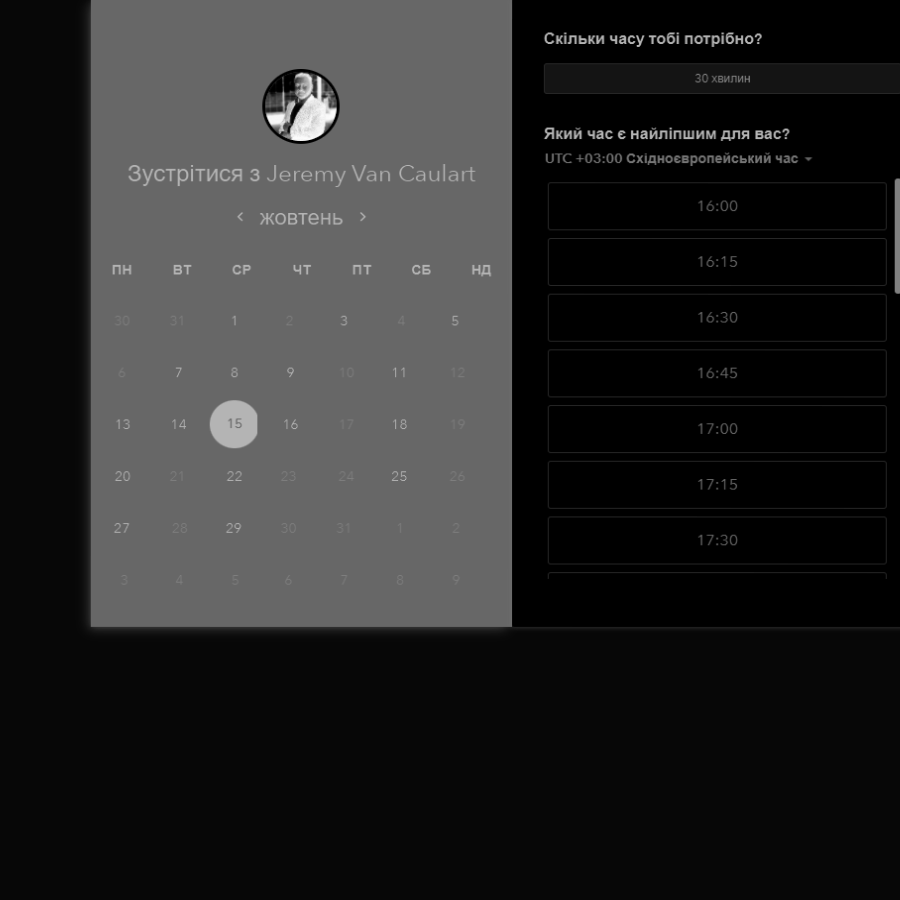 Зустрітися з Jeremy Van Caulart
жовтень
ПН ВТ СР ЧТ ПТ СБ НД
30 31 1 2 3 4 5
6 7 8 9 10 11 12
13 14 15 16 17 18 19
20 21 22 23 24 25 26
27 28 29 30 31 1 2
3 4 5 6 7 8 9
Скільки часу тобі потрібно?
30 хвилин
Який час є найліпшим для вас?
UTC +03:00 Східноєвропейський час
16:00
16:15
16:30
16:45
17:00
17:15
17:30